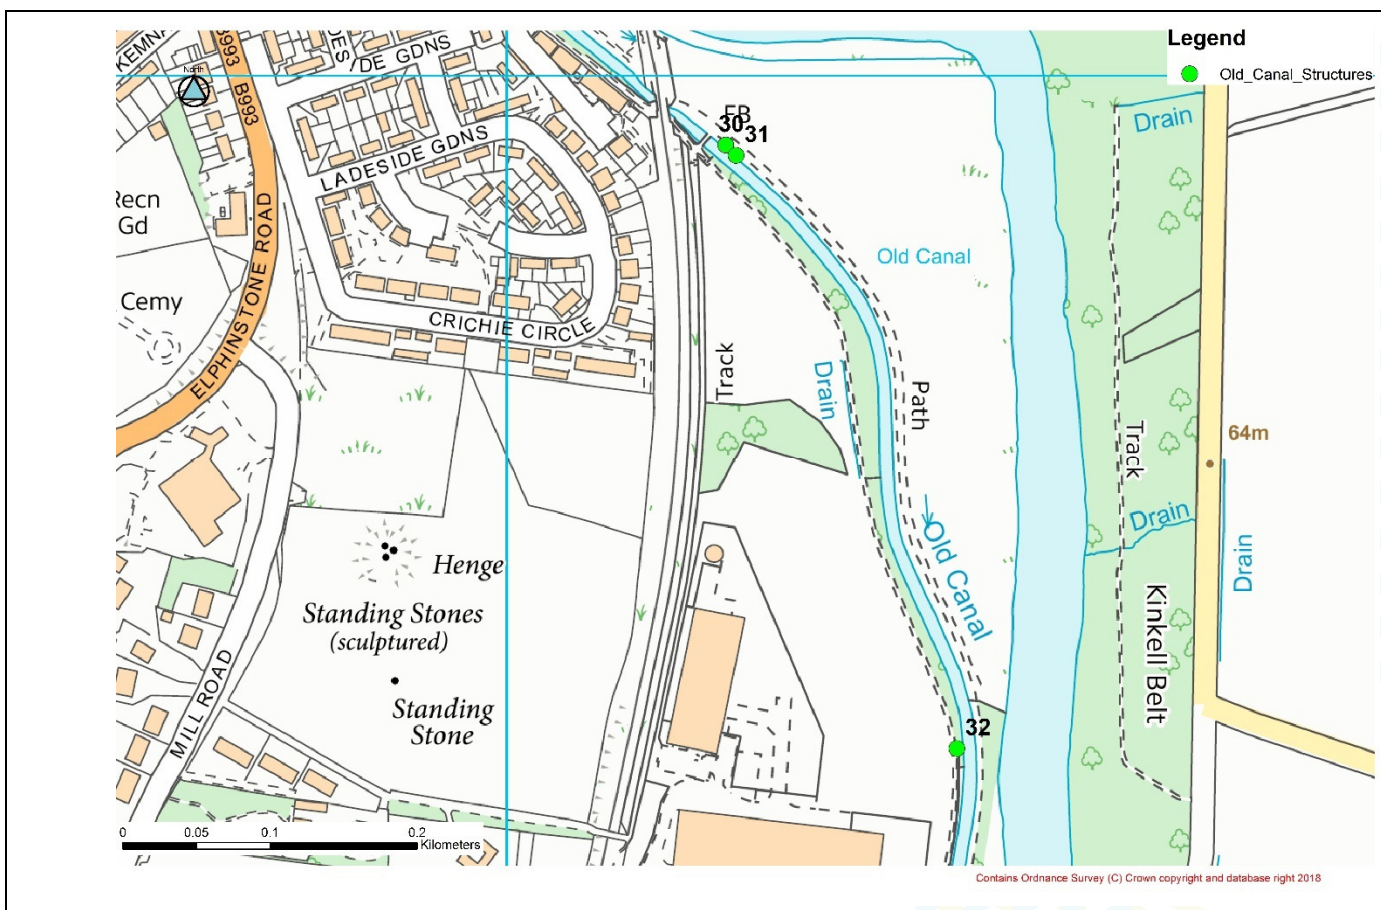 Legend
Old_Canal_Structures
KEMNA
B993
B993
DES
DE GDNS
North
FB
30
31
Drain
LADESIDE GDNS
Recn
Gd
ELPHINSTONE ROAD
Old Canal
Cemy
CRICHIE CIRCLE
Track
Drain
Path
Track
64m
Drain
Drain
Old Canal
Henge
Standing Stones
(sculptured)
Kinkell Belt
MILL ROAD
Standing
Stone
32
0 0.05 0.1 0.2
Kilometers
Contains Ordnance Survey (C) Crown copyright and database right 2018